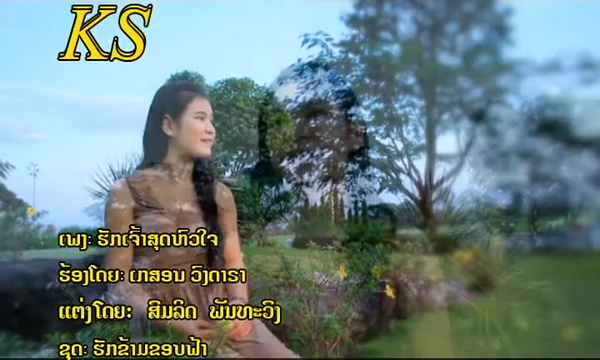 KS
ເພງ: ຮັກເຈົ້າສຸດຫົວໃຈ
ຮ້ອງໂດຍ: ເກສອນ ວົງດາຣາ
ແຕ່ງໂດຍ: ສິມລິດ ພັນທະວົງ
ຊຸດ: ຮັກຂ້າມຂອບຟ້າ